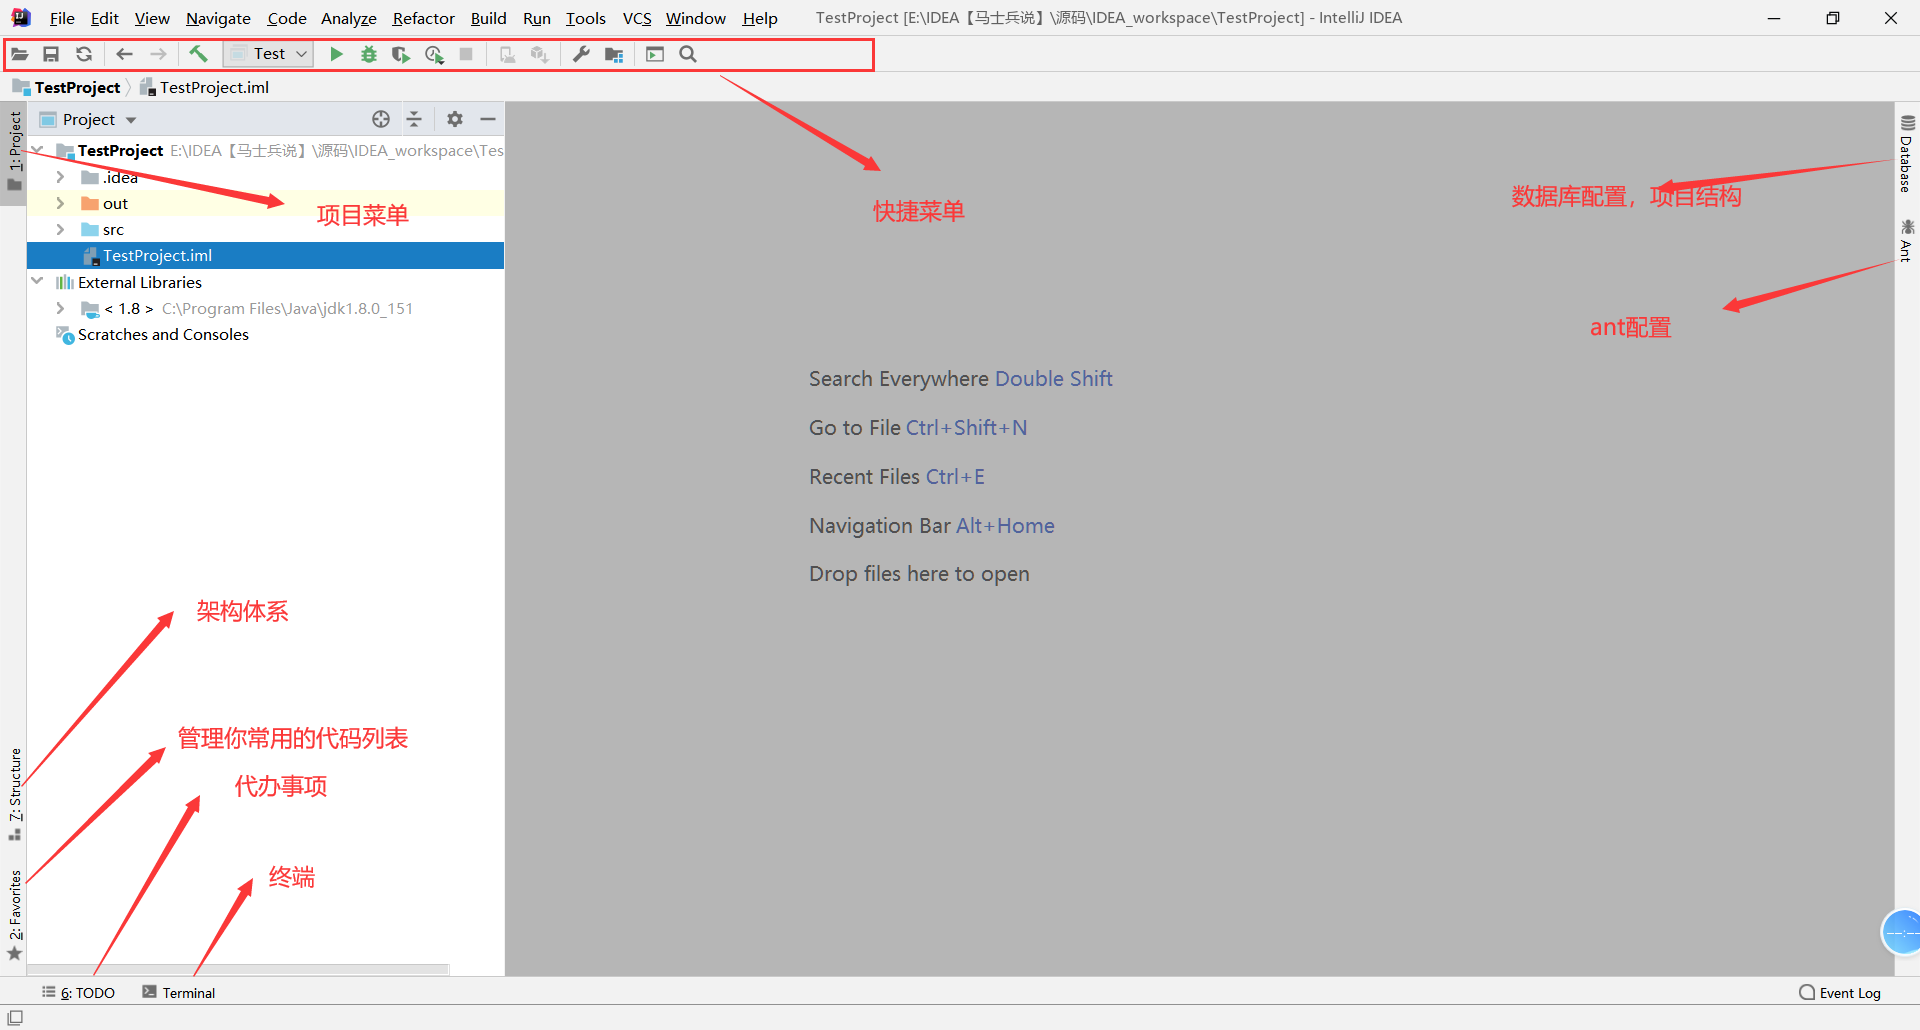 File Edit View Navigate Code Analyze Refactor Build Run Tools VCS Window Help TestProject [E:\IDEA【马士兵说】\源码\IDEA_workspace\TestProject] - IntelliJ IDEA
Test
TestProject TestProject.iml
1: Project
Project
TestProject E:\IDEA【马士兵说】\源码\IDEA_workspace\Tes
.idea
out
src
TestProject.iml
External Libraries
< 1.8 > C:\Program Files\Java\jdk1.8.0_151
Scratches and Consoles
项目菜单
快捷菜单
数据库配置，项目结构
Database
Ant
ant配置
Search Everywhere Double Shift
Go to File Ctrl+Shift+N
Recent Files Ctrl+E
Navigation Bar Alt+Home
Drop files here to open
架构体系
管理你常用的代码列表
代办事项
终端
7: Structure
2: Favorites
6: TODO Terminal Event Log